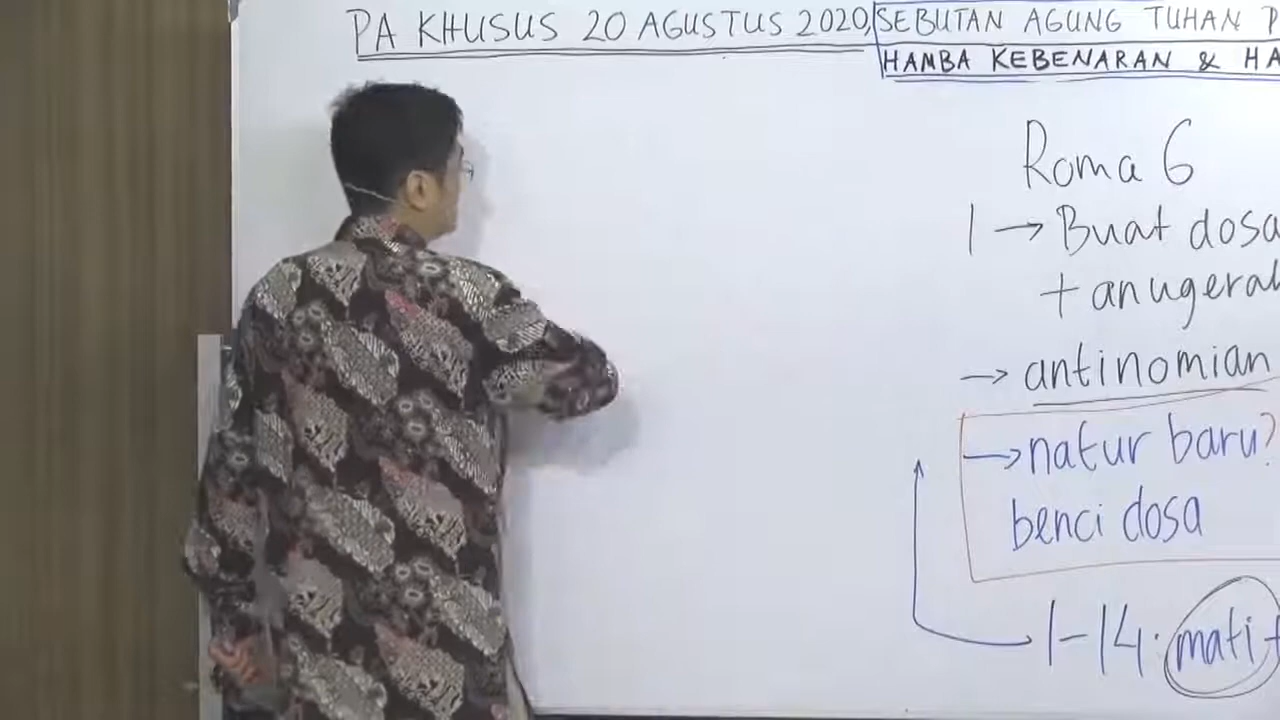 PA KHUSUS 20 AGUSTUS 2020, SEBUTAN AGUNG TUHAN
HAMBA KEBENARAN & HA
Roma 6
1 → Buat dosa
+ anugerah
→ antinomian
→ natur baru?
benci dosa
1-14. mati